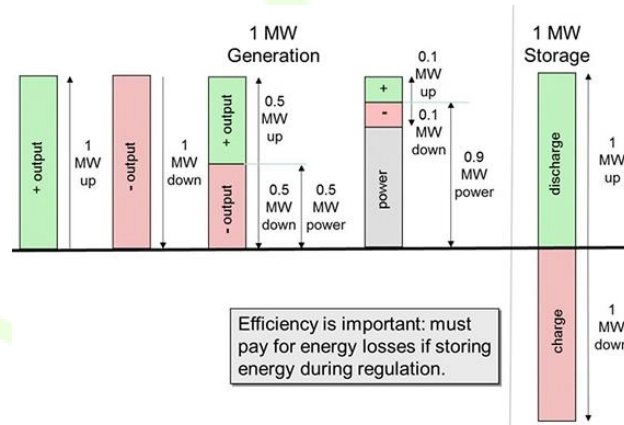 1 MW
Generation
1 MW
Storage
+ output
1
MW
up
- output
1
MW
down
+ output
- output
0.5
MW
up
0.5
MW
down
0.5
MW
power
+
-
power
0.1
MW
up
0.1
MW
down
0.9
MW
power
discharge
charge
1
MW
up
1
MW
down
Efficiency is important: must
pay for energy losses if storing
energy during regulation.